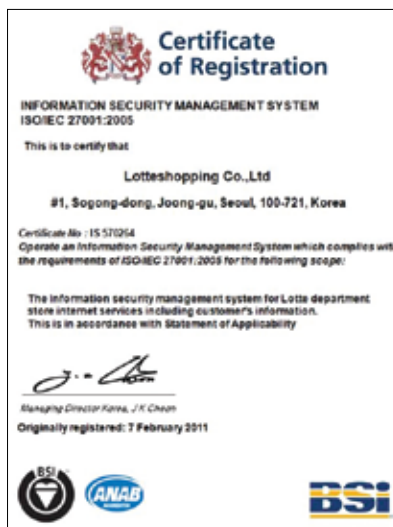 Certificate
of Registration
INFORMATION SECURITY MANAGEMENT SYSTEM
ISO/IEC 27001:2005
This is to certify that
Lotteshopping Co.,Ltd
#1, Sogong-dong, Joong-gu, Seoul, 100-721, Korea
Certificate No : IS 570264
Operate an Information Security Management System which complies with
the requirements of ISO/IEC 27001:2005 for the following scope:
The information security management system for Lotte department
store internet services including customer's information.
This is in accordance with Statement of Applicability
Managing Director Korea, J K Cheon
Originally registered: 7 February 2011
BSI
ANAB
BSi